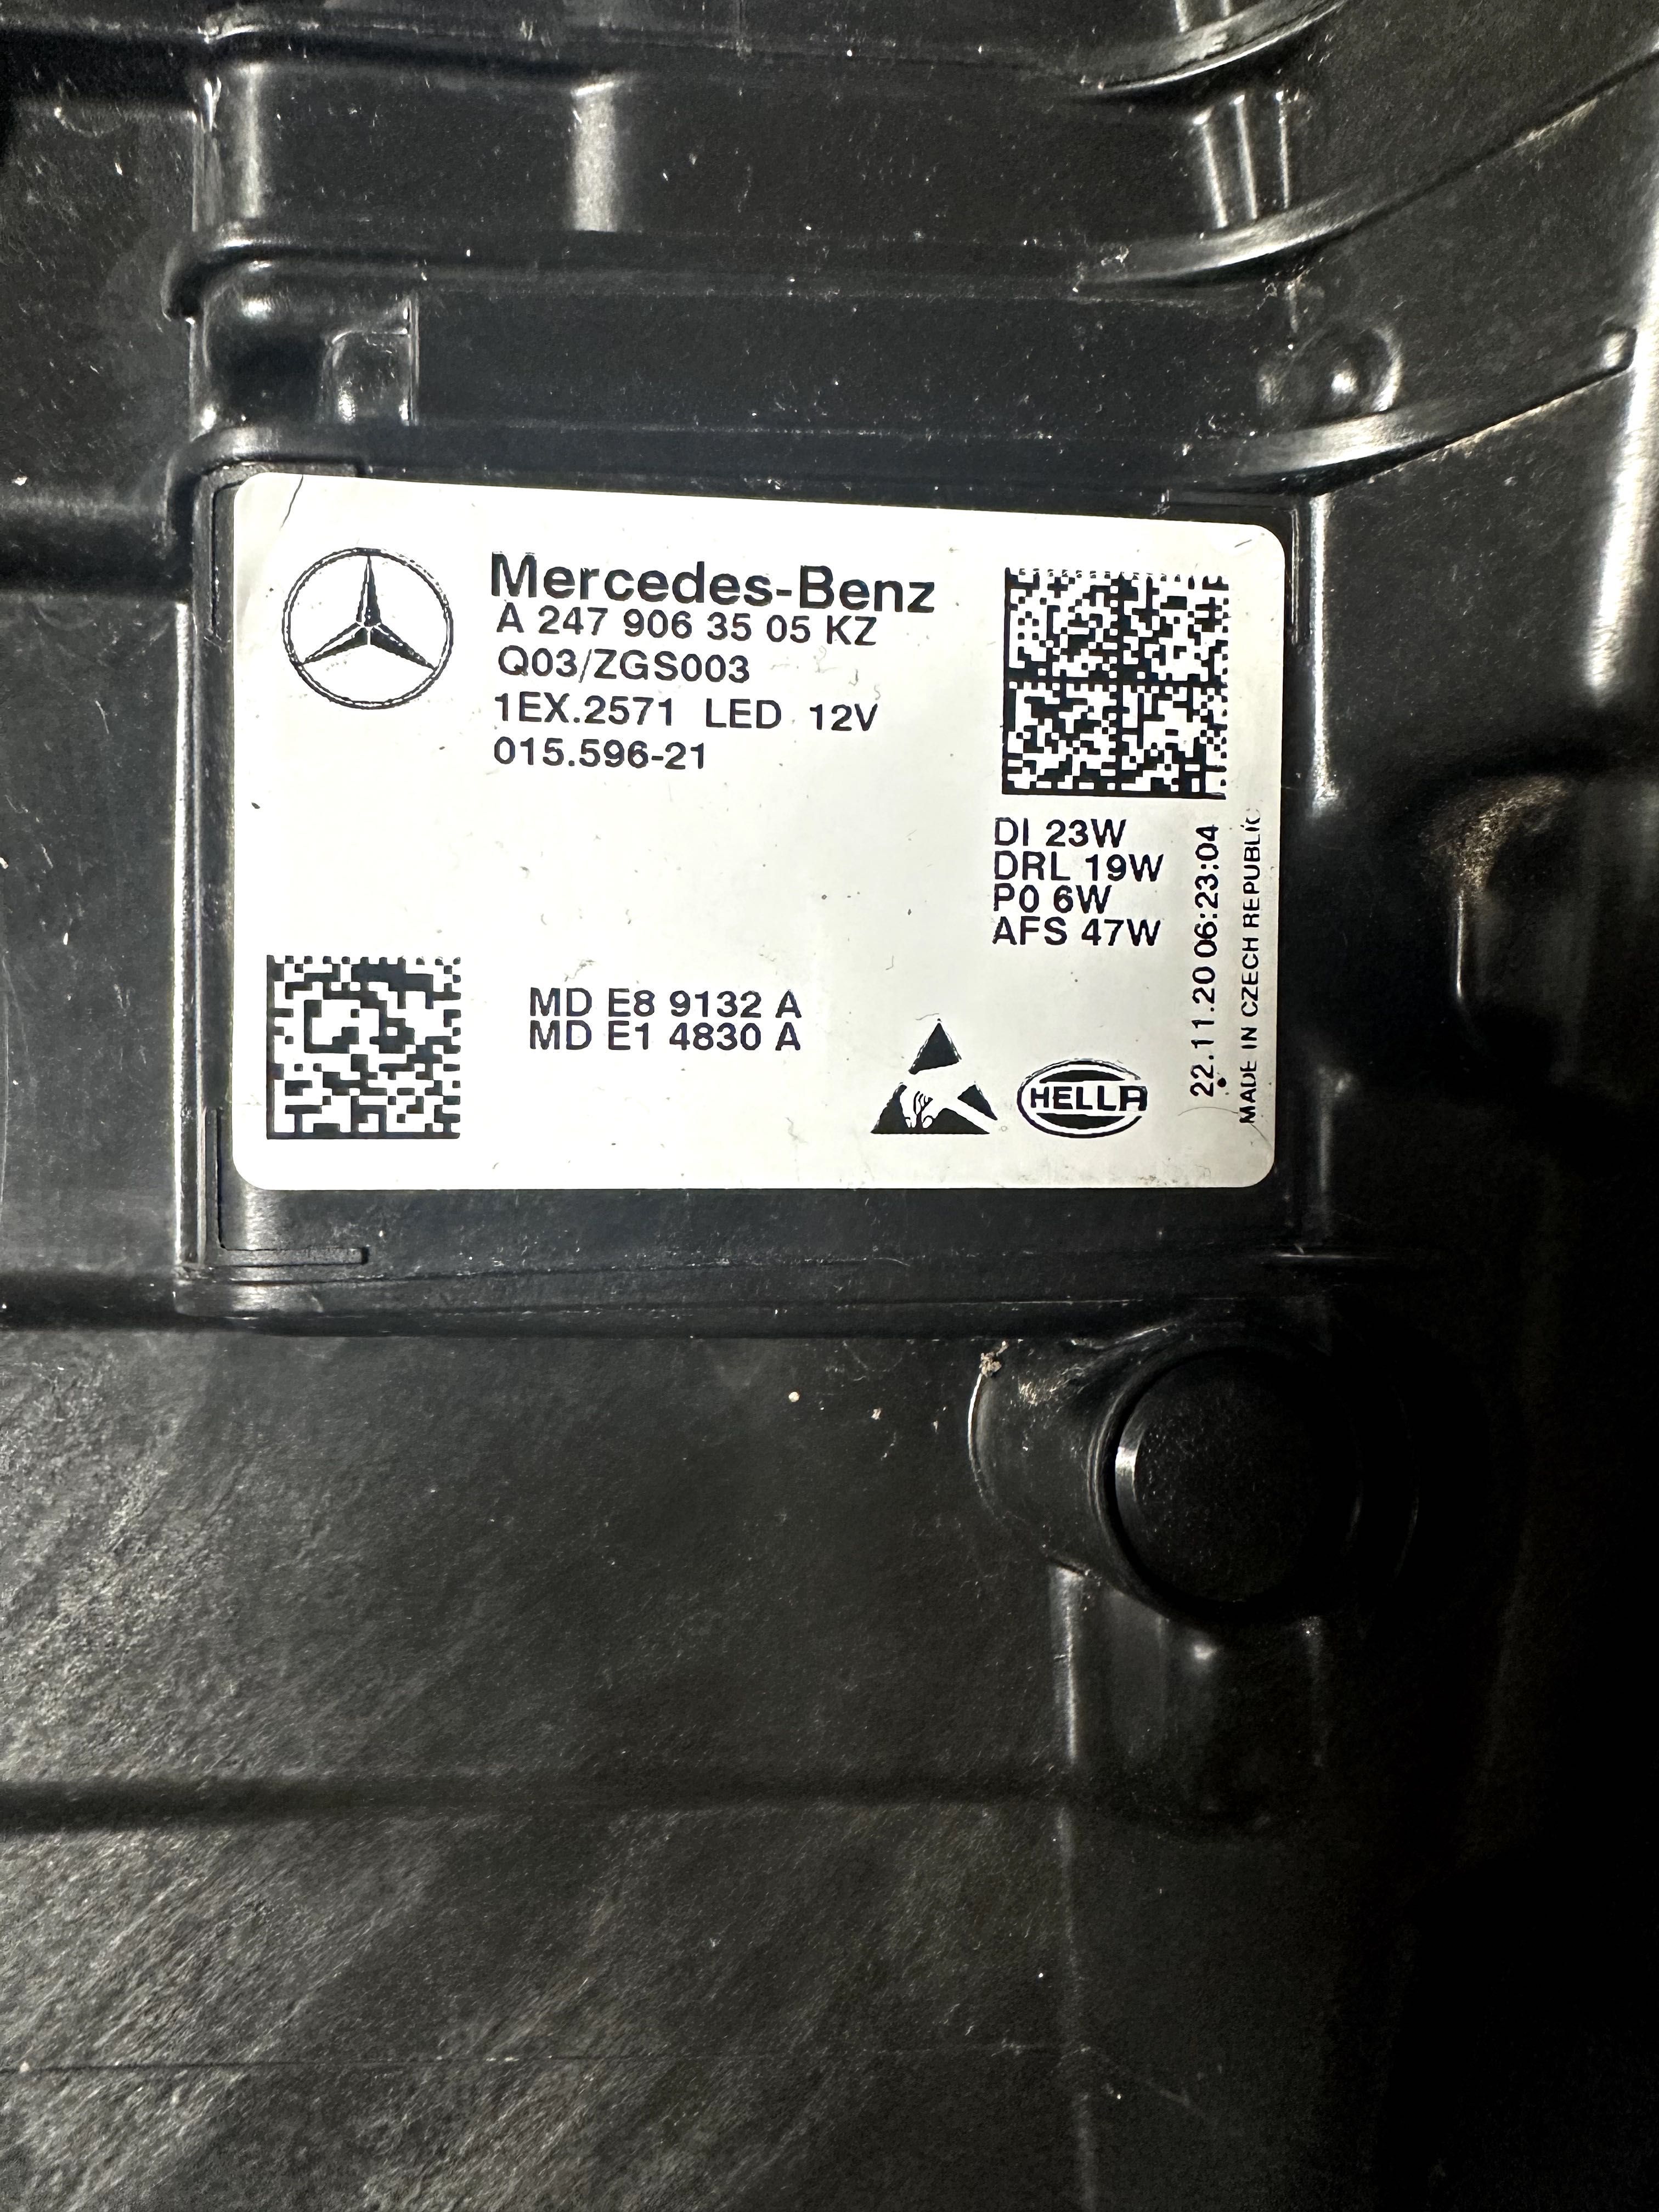 Mercedes-Benz
A 247 906 35 05 KZ
Q03/ZGS003
1EX.2571 LED 12V
015.596-21
DI 23W
DRL 19W
P0 6W
AFS 47W
22.11.20 06:23:04
MADE IN CZECH REPUBLIC
MD E8 9132 A
MD E1 4830 A
HELLA